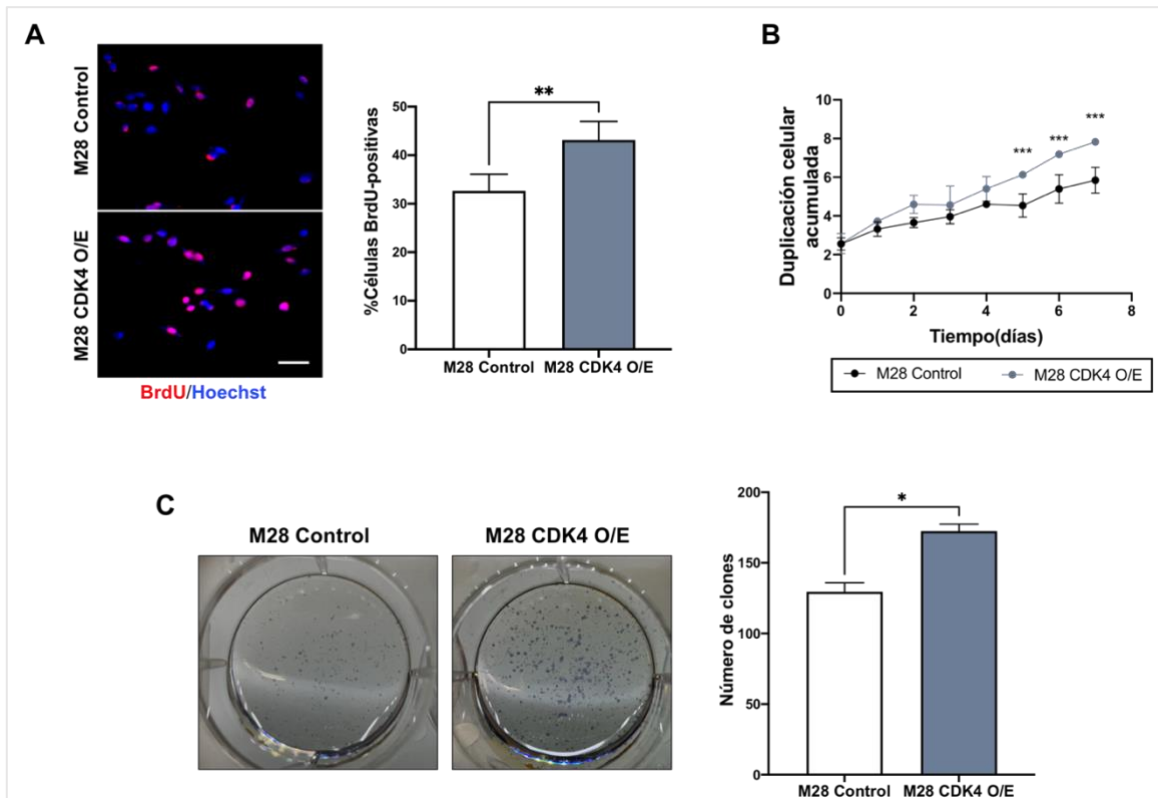 A
M28 Control
M28 CDK4 O/E
BrdU/Hoechst
%Células BrdU-positivas
50
40
30
20
10
0
**
M28 Control
M28 CDK4 O/E
B
Duplicación celular
acumulada
10
8
6
4
2
0
***
***
***
0
2
4
6
8
Tiempo(días)
M28 Control
M28 CDK4 O/E
C
M28 Control
M28 CDK4 O/E
Número de clones
200
150
100
50
0
*
M28 Control
M28 CDK4 O/E